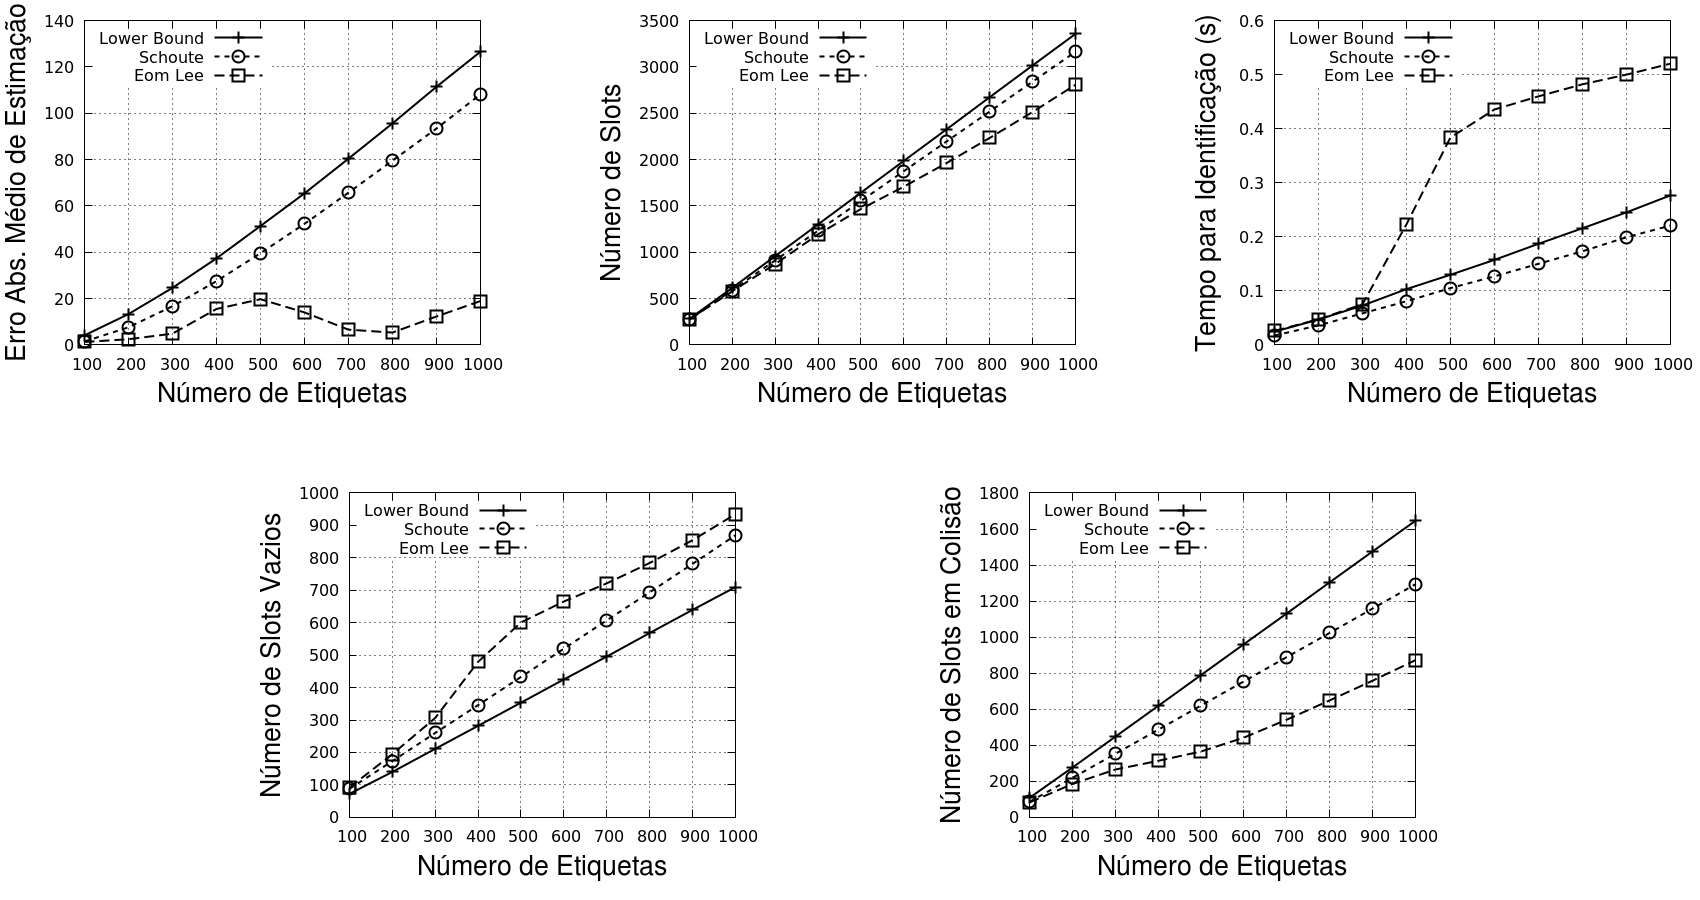 Erro Abs. Médio de Estimação
140
120
100
80
60
40
20
0
Lower Bound
Schoute
Eom Lee
100 200 300 400 500 600 700 800 900 1000
Número de Etiquetas
Número de Slots
3500
3000
2500
2000
1500
1000
500
0
Lower Bound
Schoute
Eom Lee
100 200 300 400 500 600 700 800 900 1000
Número de Etiquetas
Tempo para Identificação (s)
0.6
0.5
0.4
0.3
0.2
0.1
0
Lower Bound
Schoute
Eom Lee
100 200 300 400 500 600 700 800 900 1000
Número de Etiquetas
Número de Slots Vazios
1000
900
800
700
600
500
400
300
200
100
0
Lower Bound
Schoute
Eom Lee
100 200 300 400 500 600 700 800 900 1000
Número de Etiquetas
Número de Slots em Colisão
1800
1600
1400
1200
1000
800
600
400
200
0
Lower Bound
Schoute
Eom Lee
100 200 300 400 500 600 700 800 900 1000
Número de Etiquetas